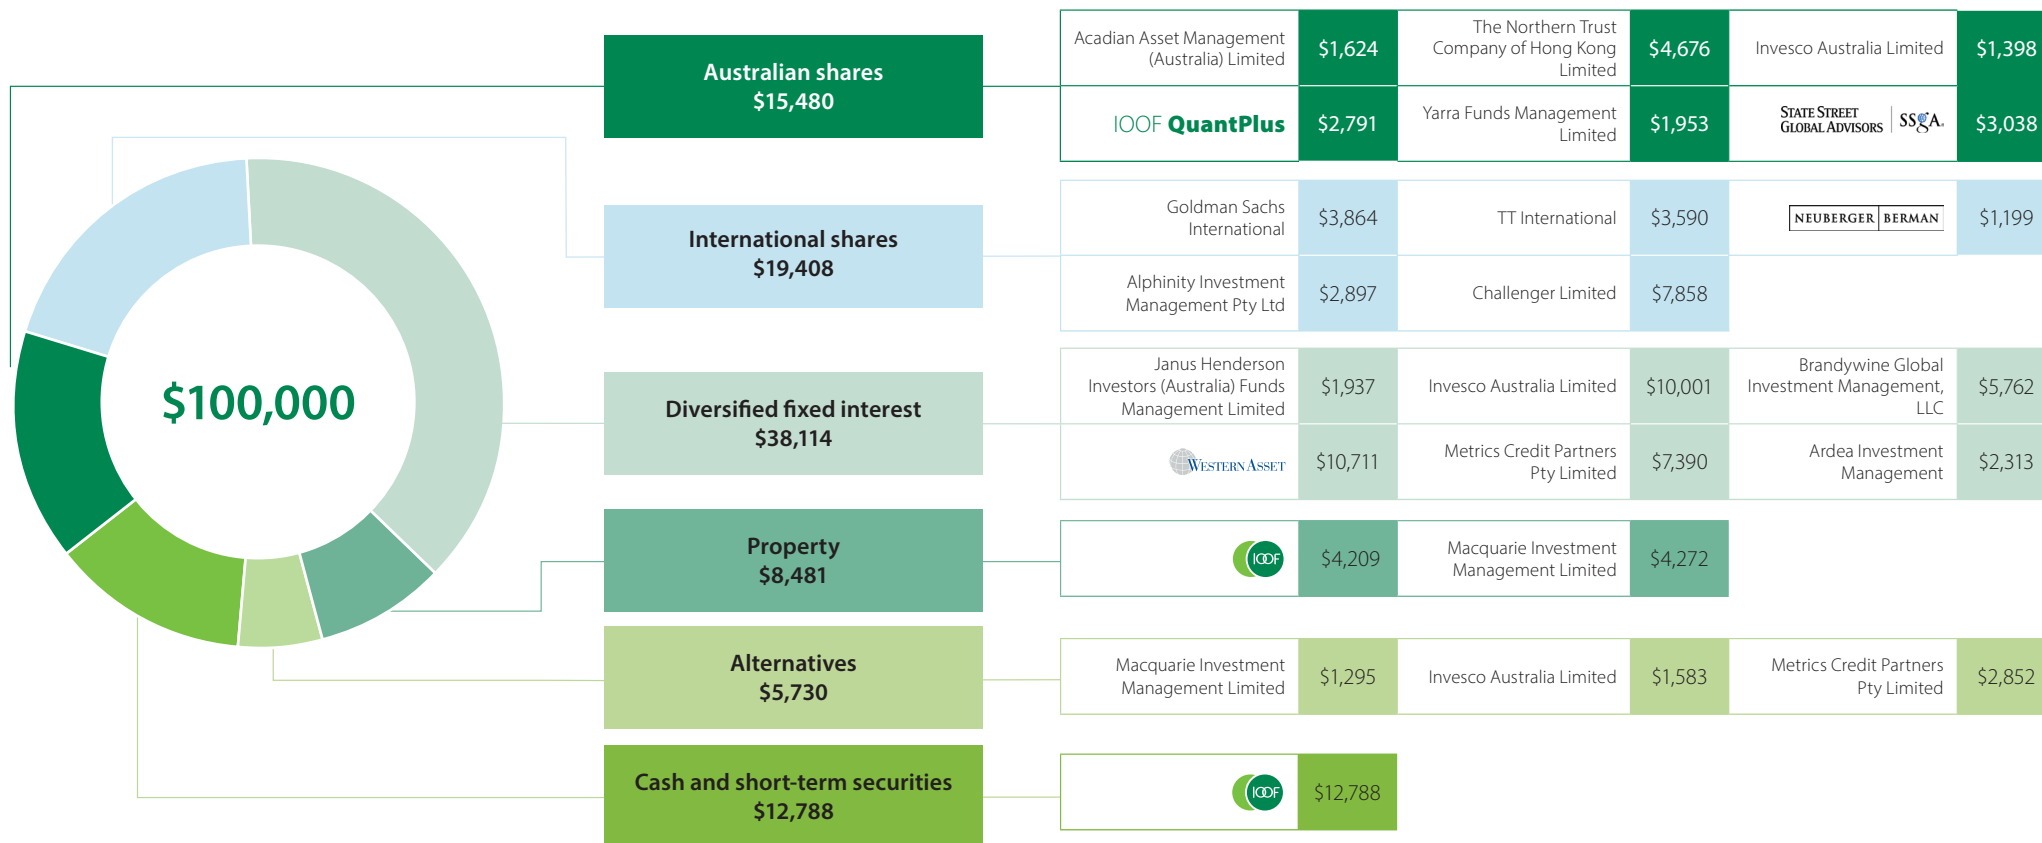 $100,000
Australian shares
$15,480
Acadian Asset Management
(Australia) Limited
$1,624
The Northern Trust
Company of Hong Kong
Limited
$4,676
Invesco Australia Limited
$1,398
IOOF QuantPlus
$2,791
Yarra Funds Management
Limited
$1,953
STATE STREET
GLOBAL ADVISORS
SSGA.
$3,038
International shares
$19,408
Goldman Sachs
International
$3,864
TT International
$3,590
NEUBERGER BERMAN
$1,199
Alphinity Investment
Management Pty Ltd
$2,897
Challenger Limited
$7,858
Diversified fixed interest
$38,114
Janus Henderson
Investors (Australia) Funds
Management Limited
$1,937
Invesco Australia Limited
$10,001
Brandywine Global
Investment Management,
LLC
$5,762
WESTERN ASSET
$10,711
Metrics Credit Partners
Pty Limited
$7,390
Ardea Investment
Management
$2,313
Property
$8,481
IOOF
$4,209
Macquarie Investment
Management Limited
$4,272
Alternatives
$5,730
Macquarie Investment
Management Limited
$1,295
Invesco Australia Limited
$1,583
Metrics Credit Partners
Pty Limited
$2,852
Cash and short-term securities
$12,788
IOOF
$12,788